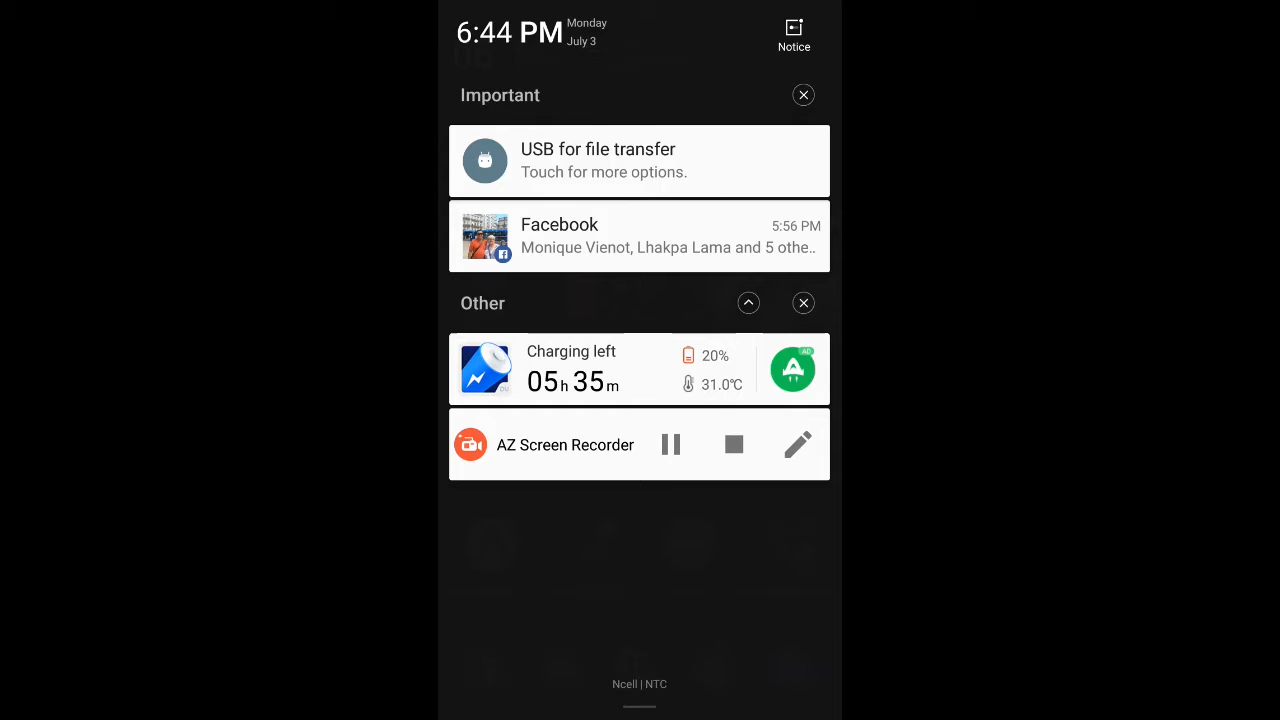 6:44 PM Monday
July 3
Notice
Important
USB for file transfer
Touch for more options.
Facebook 5:56 PM
Monique Vienot, Lhakpa Lama and 5 othe..
Other
Charging left 20% AD
05h 35m 31.0℃
AZ Screen Recorder
Ncell | NTC